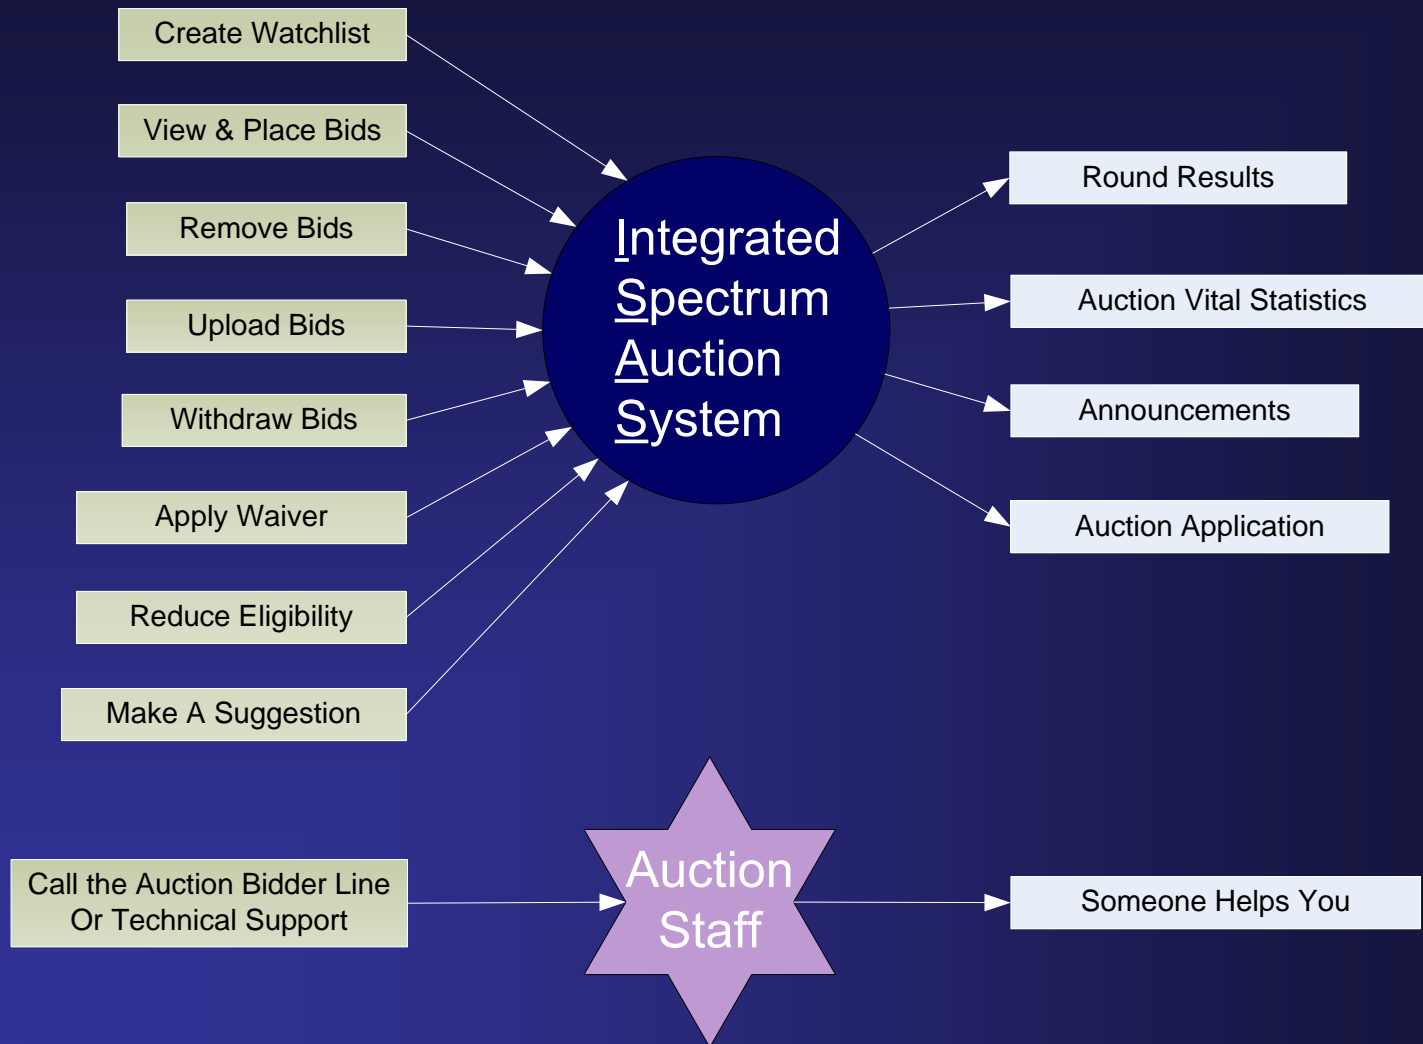 Create Watchlist
View & Place Bids
Remove Bids
Upload Bids
Withdraw Bids
Apply Waiver
Reduce Eligibility
Make A Suggestion
Integrated
Spectrum
Auction
System
Round Results
Auction Vital Statistics
Announcements
Auction Application
Call the Auction Bidder Line
Or Technical Support
Auction
Staff
Someone Helps You